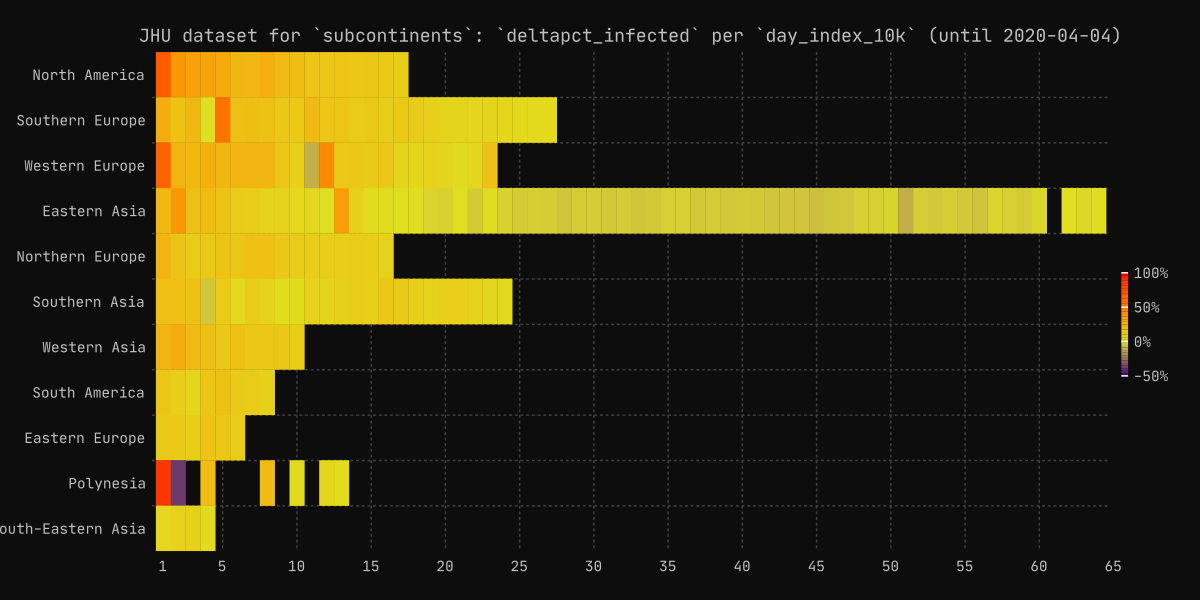 JHU dataset for `subcontinents`: `deltapct_infected` per `day_index_10k` (until 2020-04-04)
North America
Southern Europe
Western Europe
Eastern Asia
Northern Europe
Southern Asia
Western Asia
South America
Eastern Europe
Polynesia
outh-Eastern Asia
1 5 10 15 20 25 30 35 40 45 50 55 60 65
100%
50%
0%
-50%